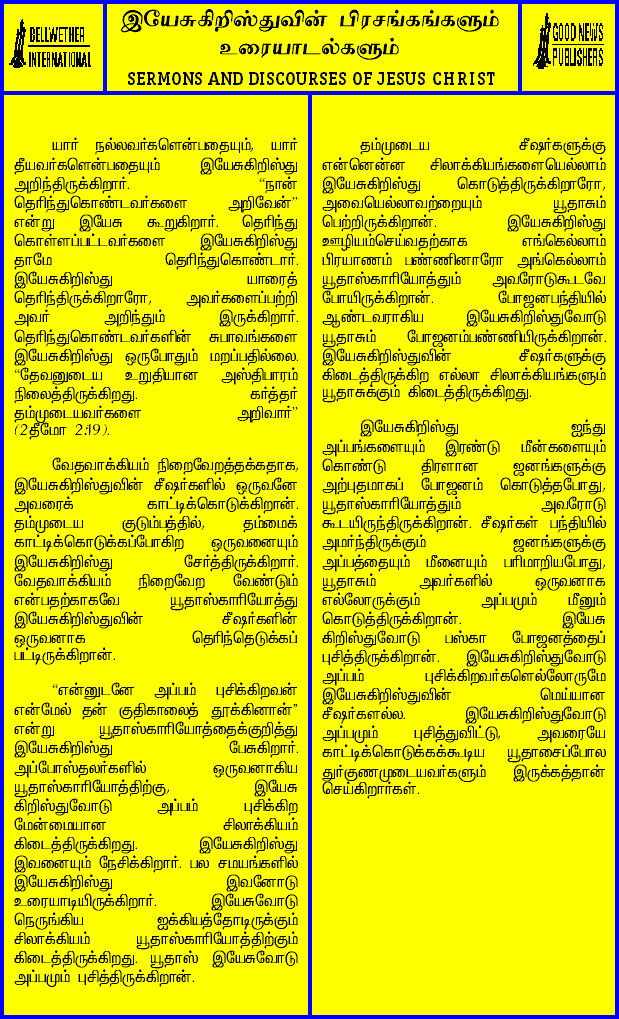 BELLWETHER
INTERNATIONAL
இயேசுகிறிஸ்துவின் பிரசங்கங்களும்
உரையாடல்களும்
SERMONS AND DISCOURSES OF JESUS CHRIST
GOOD NEWS
PUBLISHERS
யார் நல்லவர்களென்பதையும், யார்
தீயவர்களென்பதையும் இயேசுகிறிஸ்து
அறிந்திருக்கிறார். “நான்
தெரிந்துகொண்டவர்களை அறிவேன்”
என்று இயேசு கூறுகிறார். தெரிந்து
கொள்ளப்பட்டவர்களை இயேசுகிறிஸ்து
தாமே தெரிந்துகொண்டார்.
இயேசுகிறிஸ்து யாரைத்
தெரிந்திருக்கிறாரோ, அவர்களைப்பற்றி
அவர் அறிந்தும் இருக்கிறார்.
தெரிந்துகொண்டவர்களின் சுபாவங்களை
இயேசுகிறிஸ்து ஒருபோதும் மறப்பதில்லை.
“தேவனுடைய உறுதியான அஸ்திபாரம்
நிலைத்திருக்கிறது. கர்த்தர்
தம்முடையவர்களை அறிவார்”
(2தீமோ 2:19).
வேதவாக்கியம் நிறைவேறத்தக்கதாக,
இயேசுகிறிஸ்துவின் சீஷர்களில் ஒருவனே
அவரைக் காட்டிக்கொடுக்கிறான்.
தம்முடைய குடும்பத்தில், தம்மைக்
காட்டிக்கொடுக்கப்போகிற ஒருவனையும்
இயேசுகிறிஸ்து சேர்த்திருக்கிறார்.
வேதவாக்கியம் நிறைவேற வேண்டும்
என்பதற்காகவே யூதாஸ்காரியோத்து
இயேசுகிறிஸ்துவின் சீஷர்களின்
ஒருவனாக தெரிந்தெடுக்கப்
பட்டிருக்கிறான்.
“என்னுடனே அப்பம் புசிக்கிறவன்
என்மேல் தன் குதிகாலைத் தூக்கினான்”
என்று யூதாஸ்காரியோத்தைக்குறித்து
இயேசுகிறிஸ்து பேசுகிறார்.
அப்போஸ்தலர்களில் ஒருவனாகிய
யூதாஸ்காரியோத்திற்கு, இயேசு
கிறிஸ்துவோடு அப்பம் புசிக்கிற
மேன்மையான சிலாக்கியம்
கிடைத்திருக்கிறது. இயேசுகிறிஸ்து
இவனையும் நேசிக்கிறார். பல சமயங்களில்
இயேசுகிறிஸ்து இவனோடு
உரையாடியிருக்கிறார். இயேசுவோடு
நெருங்கிய ஐக்கியத்தோடிருக்கும்
சிலாக்கியம் யூதாஸ்காரியோத்திற்கும்
கிடைத்திருக்கிறது. யூதாஸ் இயேசுவோடு
அப்பமும் புசித்திருக்கிறான்.
தம்முடைய சீஷர்களுக்கு
என்னென்ன சிலாக்கியங்களையெல்லாம்
இயேசுகிறிஸ்து கொடுத்திருக்கிறாரோ,
அவையெல்லாவற்றையும் யூதாசும்
பெற்றிருக்கிறான். இயேசுகிறிஸ்து
ஊழியம்செய்வதற்காக எங்கெல்லாம்
பிரயாணம் பண்ணினாரோ அங்கெல்லாம்
யூதாஸ்காரியோத்தும் அவரோடுகூடவே
போயிருக்கிறான். போஜனபந்தியில்
ஆண்டவராகிய இயேசுகிறிஸ்துவோடு
யூதாசும் போஜனம்பண்ணியிருக்கிறான்.
இயேசுகிறிஸ்துவின் சீஷர்களுக்கு
கிடைத்திருக்கிற எல்லா சிலாக்கியங்களும்
யூதாசுக்கும் கிடைத்திருக்கிறது.
இயேசுகிறிஸ்து ஐந்து
அப்பங்களையும் இரண்டு மீன்களையும்
கொண்டு திரளான ஜனங்களுக்கு
அற்புதமாகப் போஜனம் கொடுத்தபோது,
யூதாஸ்காரியோத்தும் அவரோடு
கூடயிருந்திருக்கிறான். சீஷர்கள் பந்தியில்
அமர்ந்திருக்கும் ஜனங்களுக்கு
அப்பத்தையும் மீனையும் பரிமாறியபோது,
யூதாசும் அவர்களில் ஒருவனாக
எல்லோருக்கும் அப்பமும் மீனும்
கொடுத்திருக்கிறான். இயேசு
கிறிஸ்துவோடு பஸ்கா போஜனத்தைப்
புசித்திருக்கிறான். இயேசுகிறிஸ்துவோடு
அப்பம் புசிக்கிறவர்களெல்லோருமே
இயேசுகிறிஸ்துவின் மெய்யான
சீஷர்களல்ல. இயேசுகிறிஸ்துவோடு
அப்பமும் புசித்துவிட்டு, அவரையே
காட்டிக்கொடுக்கக்கூடிய யூதாசைப்போல
துர்குணமுடையவர்களும் இருக்கத்தான்
செய்கிறார்கள்.